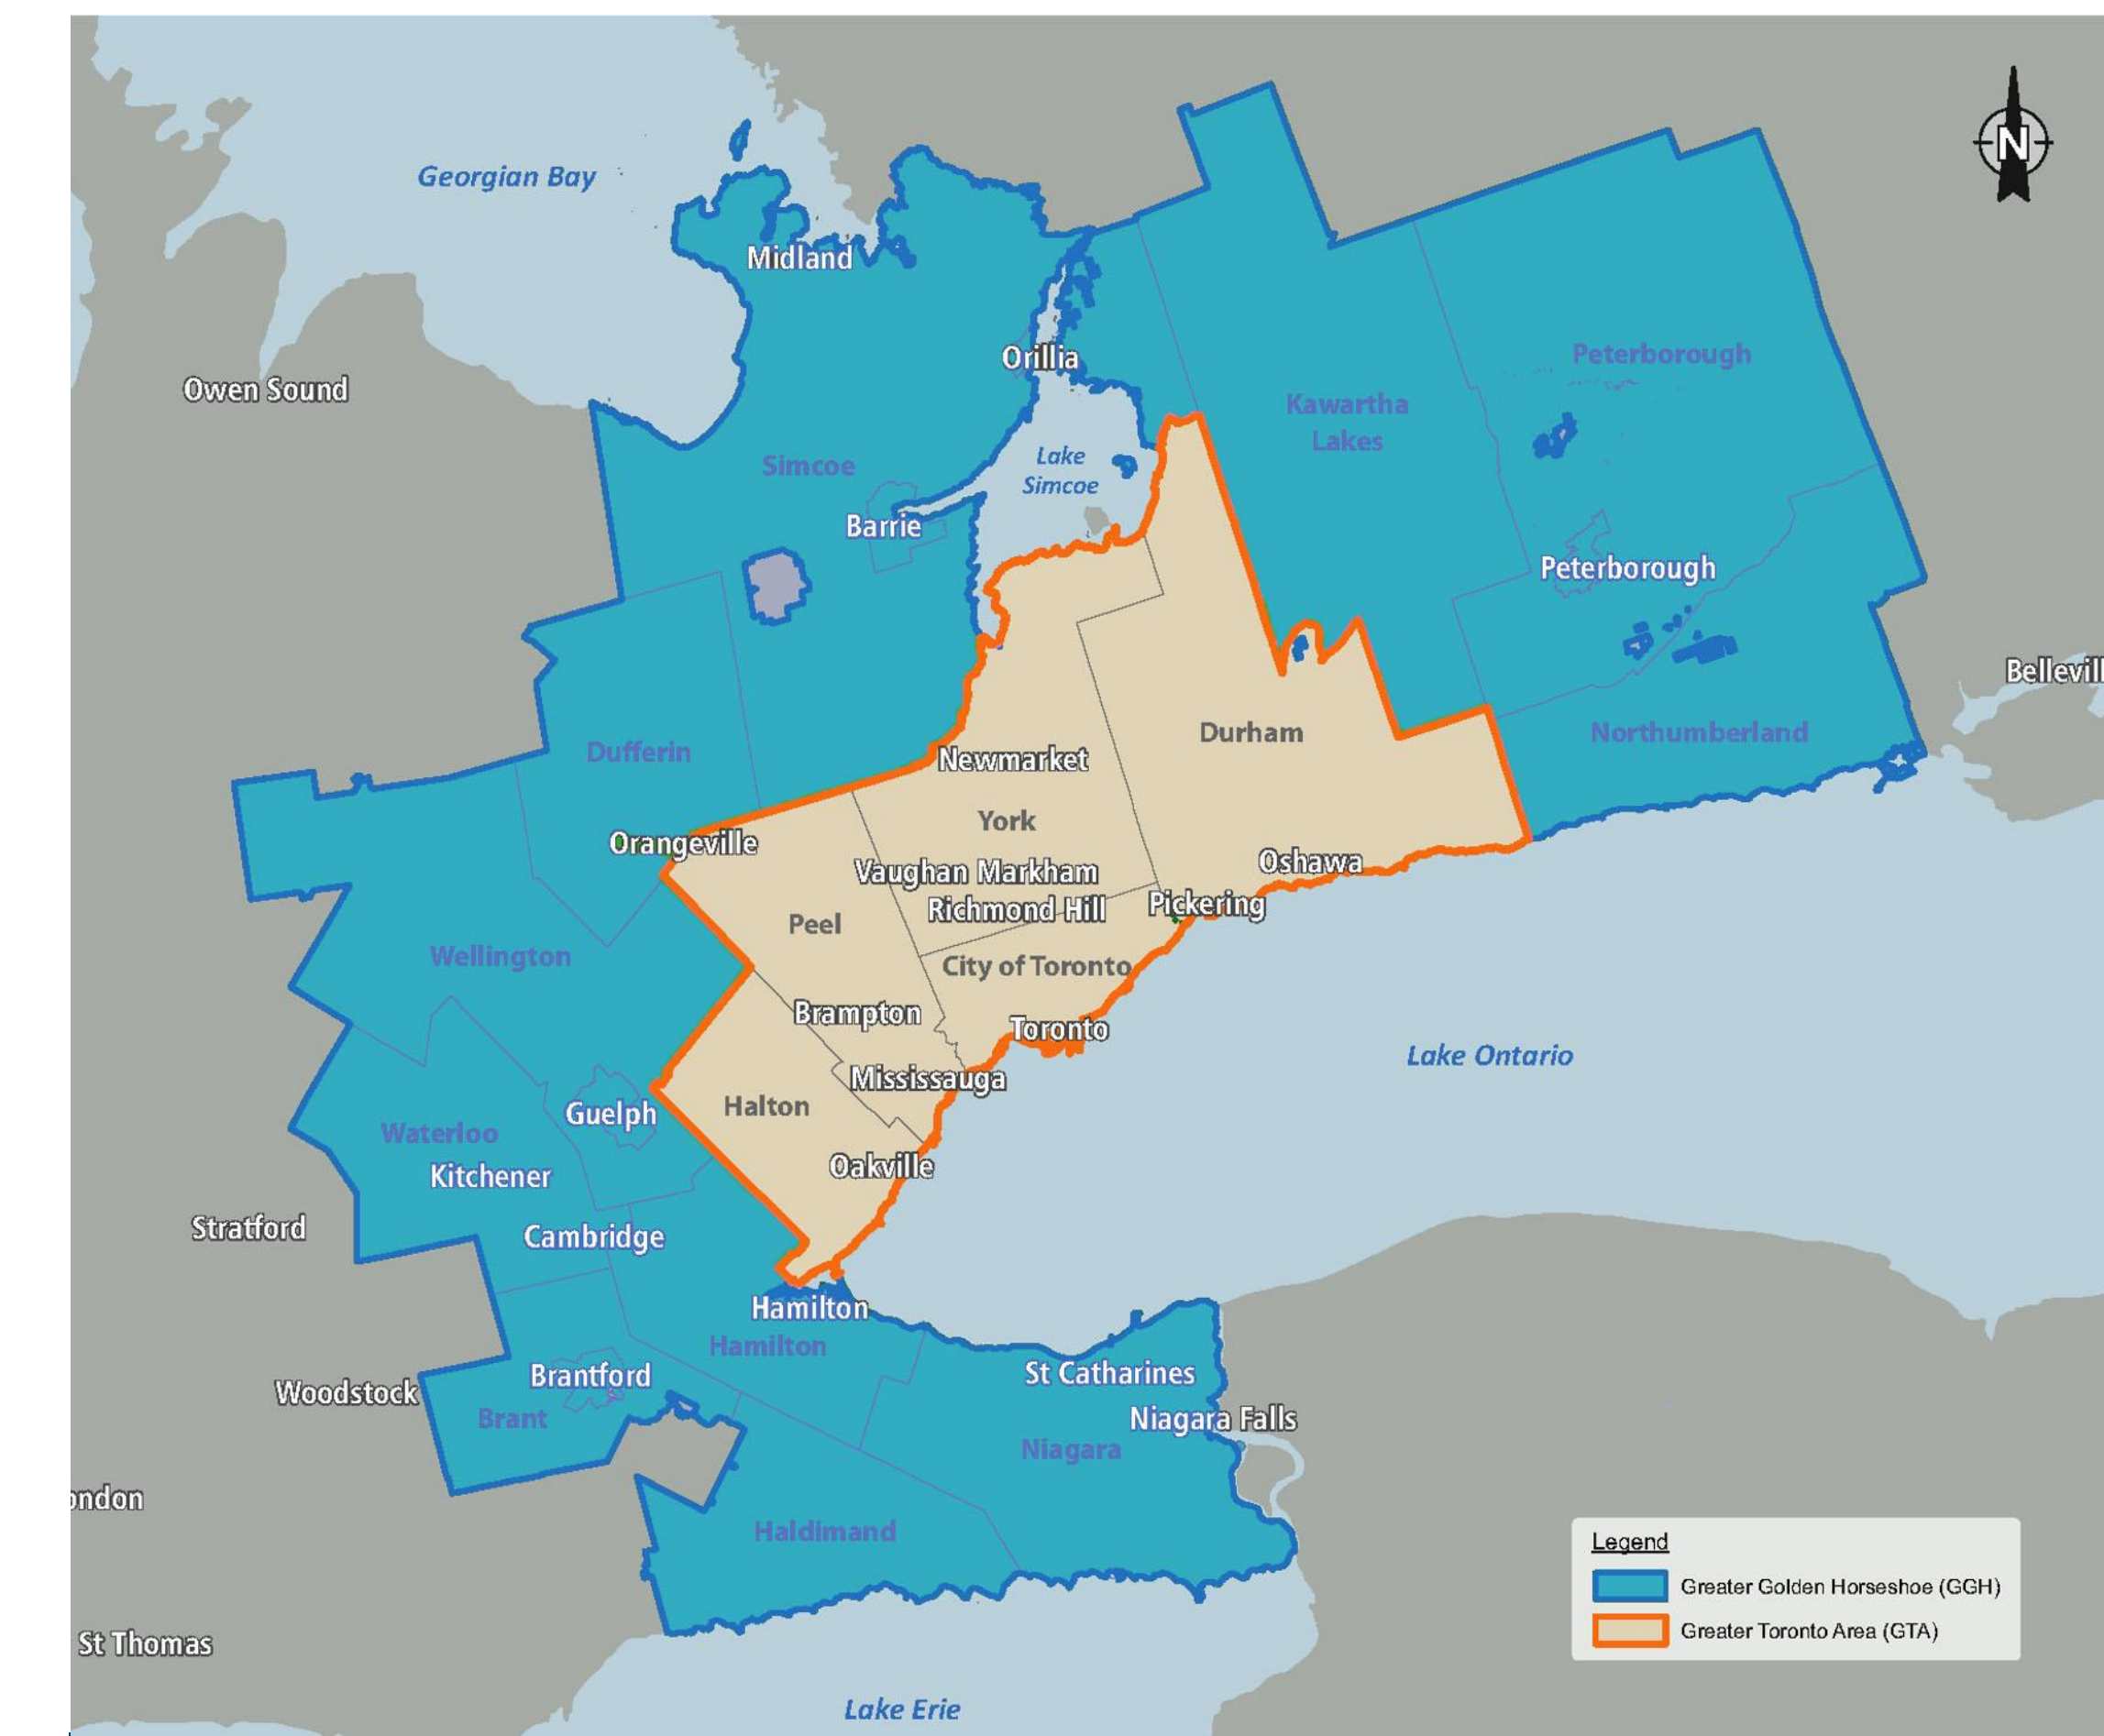 N
Georgian Bay
Midland
Orillia
Peterborough
Owen Sound
Kawartha
Lakes
Lake
Simcoe
Simcoe
Barrie
Peterborough
Bellevill
Durham
Northumberland
Dufferin
Newmarket
York
Orangeville
Vaughan Markham
Oshawa
Richmond Hill
Pickering
Peel
Wellington
City of Toronto
Brampton
Toronto
Lake Ontario
Mississauga
Halton
Guelph
Waterloo
Kitchener
Oakville
Stratford
Cambridge
Hamilton
Hamilton
Brantford
St Catharines
Woodstock
Brant
Niagara Falls
Niagara
ondon
Haldimand
St Thomas
Lake Erie
Legend
Greater Golden Horseshoe (GGH)
Greater Toronto Area (GTA)